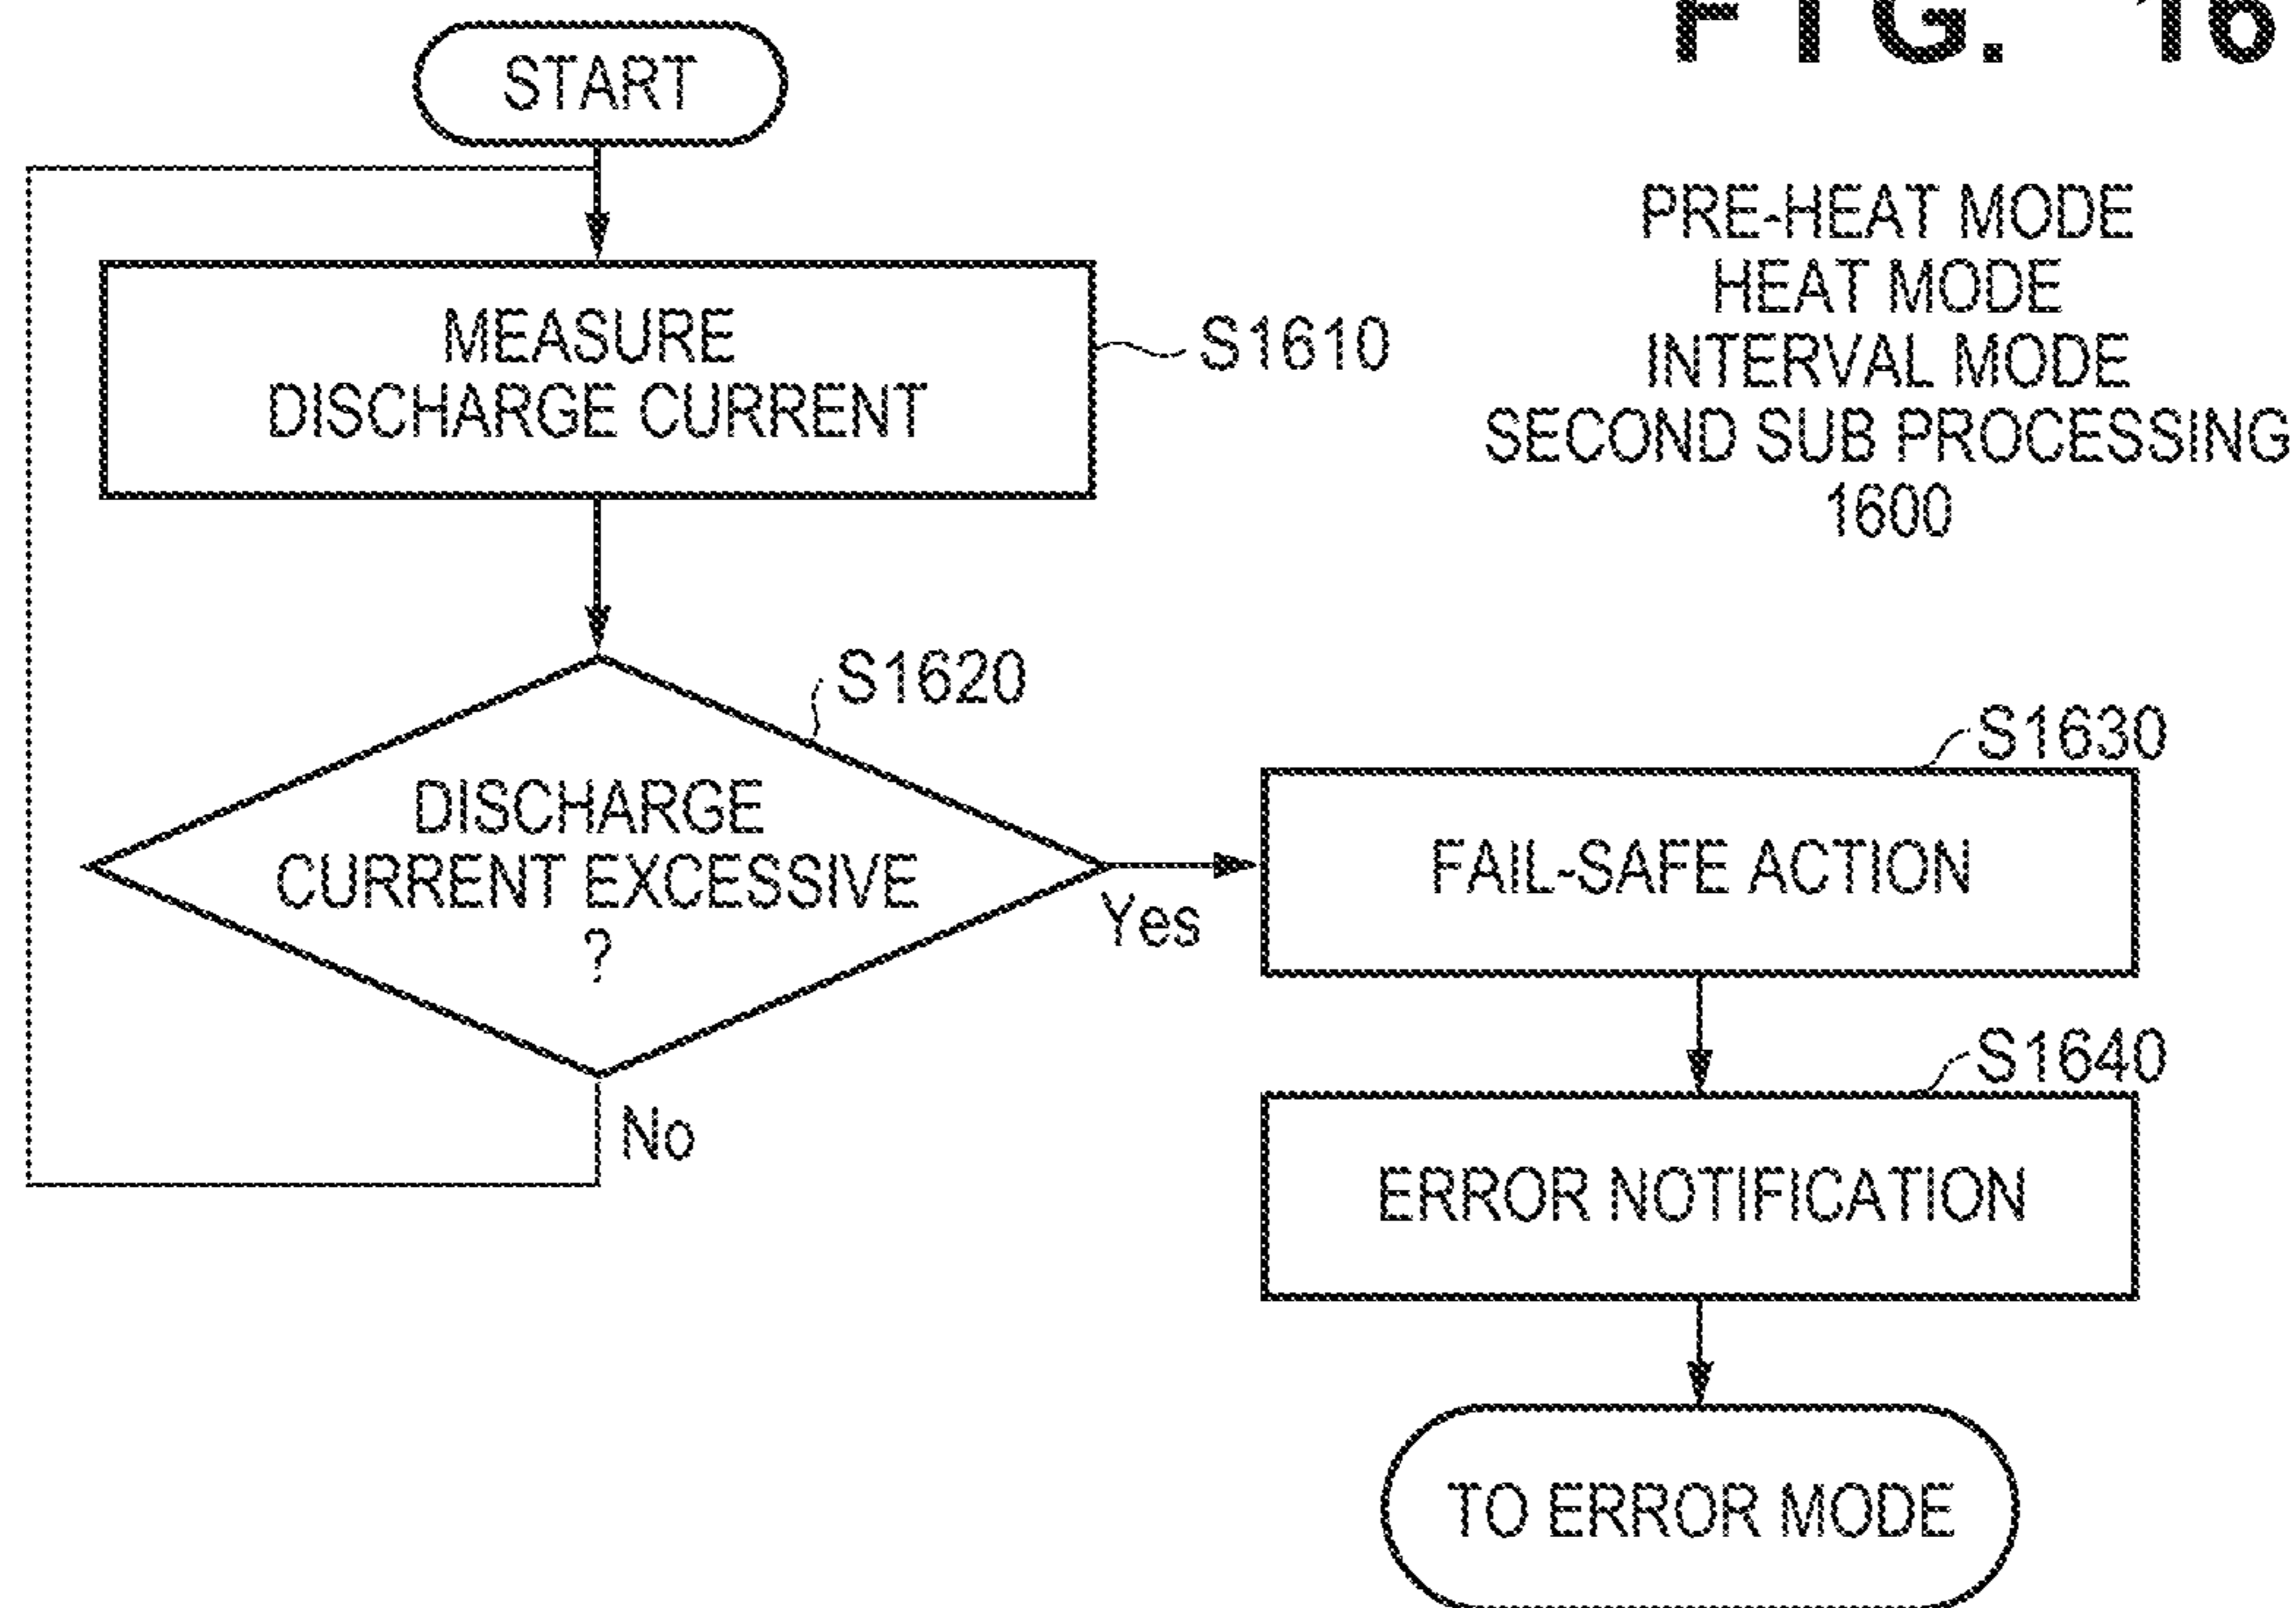 FIG. 16
START
PRE-HEAT MODE
HEAT MODE
INTERVAL MODE
SECOND SUB PROCESSING
1600
MEASURE
DISCHARGE CURRENT
S1610
S1620
DISCHARGE
CURRENT EXCESSIVE
?
Yes
No
S1630
FAIL-SAFE ACTION
S1640
ERROR NOTIFICATION
TO ERROR MODE